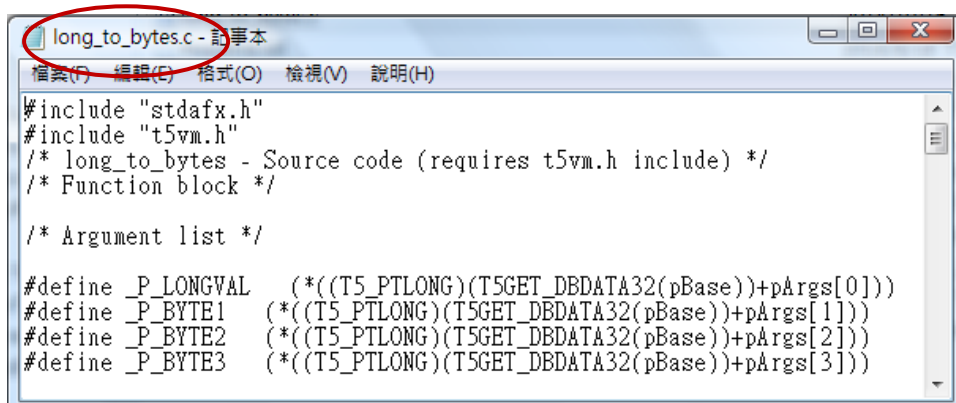 long_to_bytes.c - 記事本
檔案(F) 編輯(E) 格式(O) 檢視(V) 說明(H)
#include "stdafx.h"
#include "t5vm.h"
/* long_to_bytes - Source code (requires t5vm.h include) */
/* Function block */
/* Argument list */
#define _P_LONGVAL (*((T5_PTLONG)(T5GET_DBDATA32(pBase))+pArgs[0]))
#define _P_BYTE1 (*((T5_PTLONG)(T5GET_DBDATA32(pBase))+pArgs[1]))
#define _P_BYTE2 (*((T5_PTLONG)(T5GET_DBDATA32(pBase))+pArgs[2]))
#define _P_BYTE3 (*((T5_PTLONG)(T5GET_DBDATA32(pBase))+pArgs[3]))